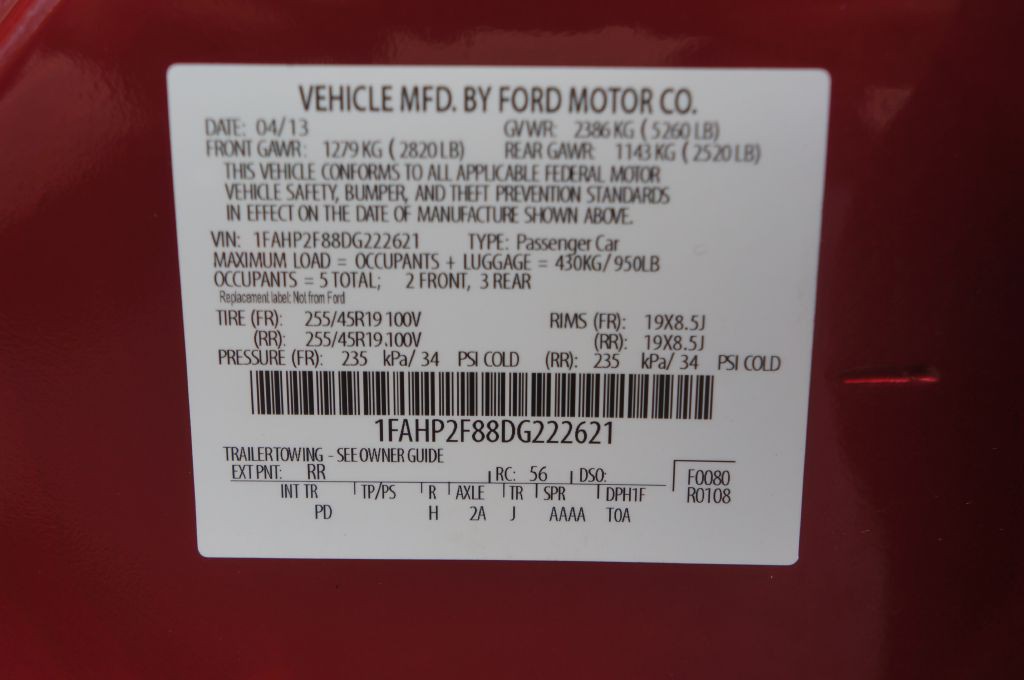 VEHICLE MFD. BY FORD MOTOR CO.
DATE: 04/13 GVWR: 2386 KG ( 5260 LB)
FRONT GAWR: 1279 KG ( 2820 LB) REAR GAWR: 1143 KG ( 2520 LB)
THIS VEHICLE CONFORMS TO ALL APPLICABLE FEDERAL MOTOR
VEHICLE SAFETY, BUMPER, AND THEFT PREVENTION STANDARDS
IN EFFECT ON THE DATE OF MANUFACTURE SHOWN ABOVE.
VIN: 1FAHP2F88DG222621 TYPE: Passenger Car
MAXIMUM LOAD = OCCUPANTS + LUGGAGE = 430KG/950LB
OCCUPANTS = 5 TOTAL; 2 FRONT, 3 REAR
Replacement label: Not from Ford
TIRE (FR): 255/45R19 100V RIMS (FR): 19X8.5J
(RR): 255/45R19.100V (RR): 19X8.5J
PRESSURE (FR): 235 kPa/ 34 PSI COLD (RR): 235 kPa/ 34 PSI COLD
1FAHP2F88DG222621
TRAILER TOWING - SEE OWNER GUIDE
EXT PNT: RR RC: 56 DSO: F0080
INT TR TP/PS R AXLE TR SPR DPH1F R0108
PD H 2A J AAAA T0A